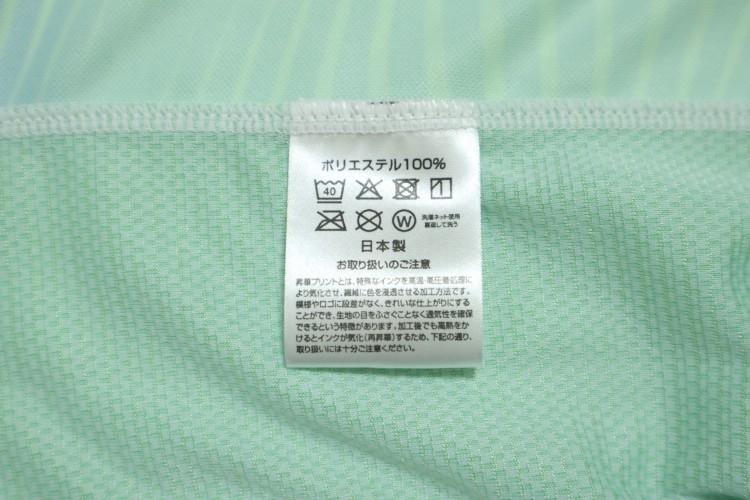 ポリエステル100%
40
W 洗濯ネット使用
裏返して洗う
日本製
お取り扱いのご注意
昇華プリントとは、特殊なインクを高温・高圧着処理に
より気化させ、繊維に色を浸透させる加工方法です。
模様やロゴに段差がなく、きれいな仕上がりにする
ことができ、生地の目をふさぐことなく通気性を確保
できるという特徴があります。加工後でも高熱をか
けるとインクが気化(再昇華)するため、下記の通り、
取り扱いには十分ご注意ください。